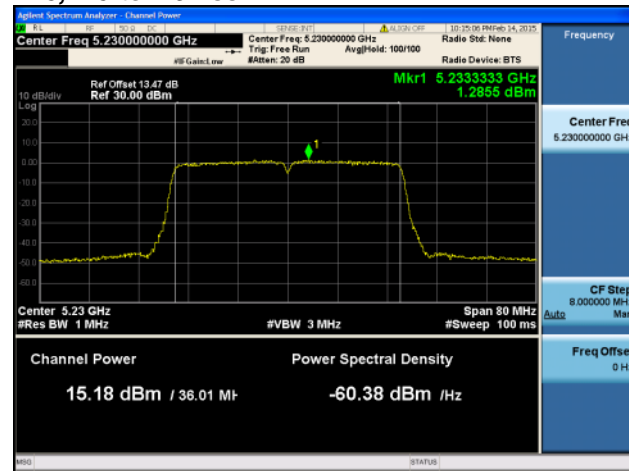 Agilent Spectrum Analyzer - Channel Power
RL RF 50 Ω DC SENSE:INT ALIGN OFF 10:15:06 PM Feb 14, 2015
Center Freq 5.230000000 GHz Center Freq: 5.230000000 GHz Radio Std: None Frequency
Trig: Free Run Avg|Hold: 100/100
#IFGain:Low #Atten: 20 dB Radio Device: BTS
Mkr1 5.2333333 GHz
Ref Offset 13.47 dB
10 dB/div Ref 30.00 dBm 1.2855 dBm
Log
20.0
Center Fre
5.230000000 GH
10.0
1
0.00
-10.0
-20.0
-30.0
-40.0
-50.0
-60.0
CF Step
8.000000 MH
Auto Ma
Center 5.23 GHz Span 80 MHz
#Res BW 1 MHz #VBW 3 MHz #Sweep 100 ms
Freq Offse
0 H
Channel Power Power Spectral Density
15.18 dBm / 36.01 MH -60.38 dBm /Hz
MSG STATUS